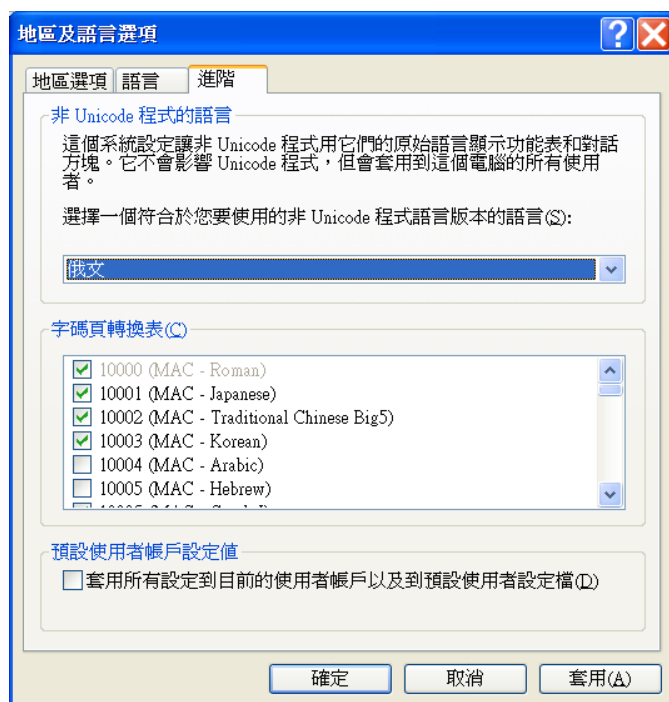 地區及語言選項
地區選項 語言 進階
非 Unicode 程式的語言
這個系統設定讓非 Unicode 程式用它們的原始語言顯示功能表和對話
方塊。它不會影響 Unicode 程式，但會套用到這個電腦的所有使用
者。
選擇一個符合於您要使用的非 Unicode 程式語言版本的語言(S):
俄文
字碼頁轉換表(C)
10000 (MAC - Roman)
10001 (MAC - Japanese)
10002 (MAC - Traditional Chinese Big5)
10003 (MAC - Korean)
10004 (MAC - Arabic)
10005 (MAC - Hebrew)
預設使用者帳戶設定值
套用所有設定到目前的使用者帳戶以及到預設使用者設定檔(D)
確定 取消 套用(A)